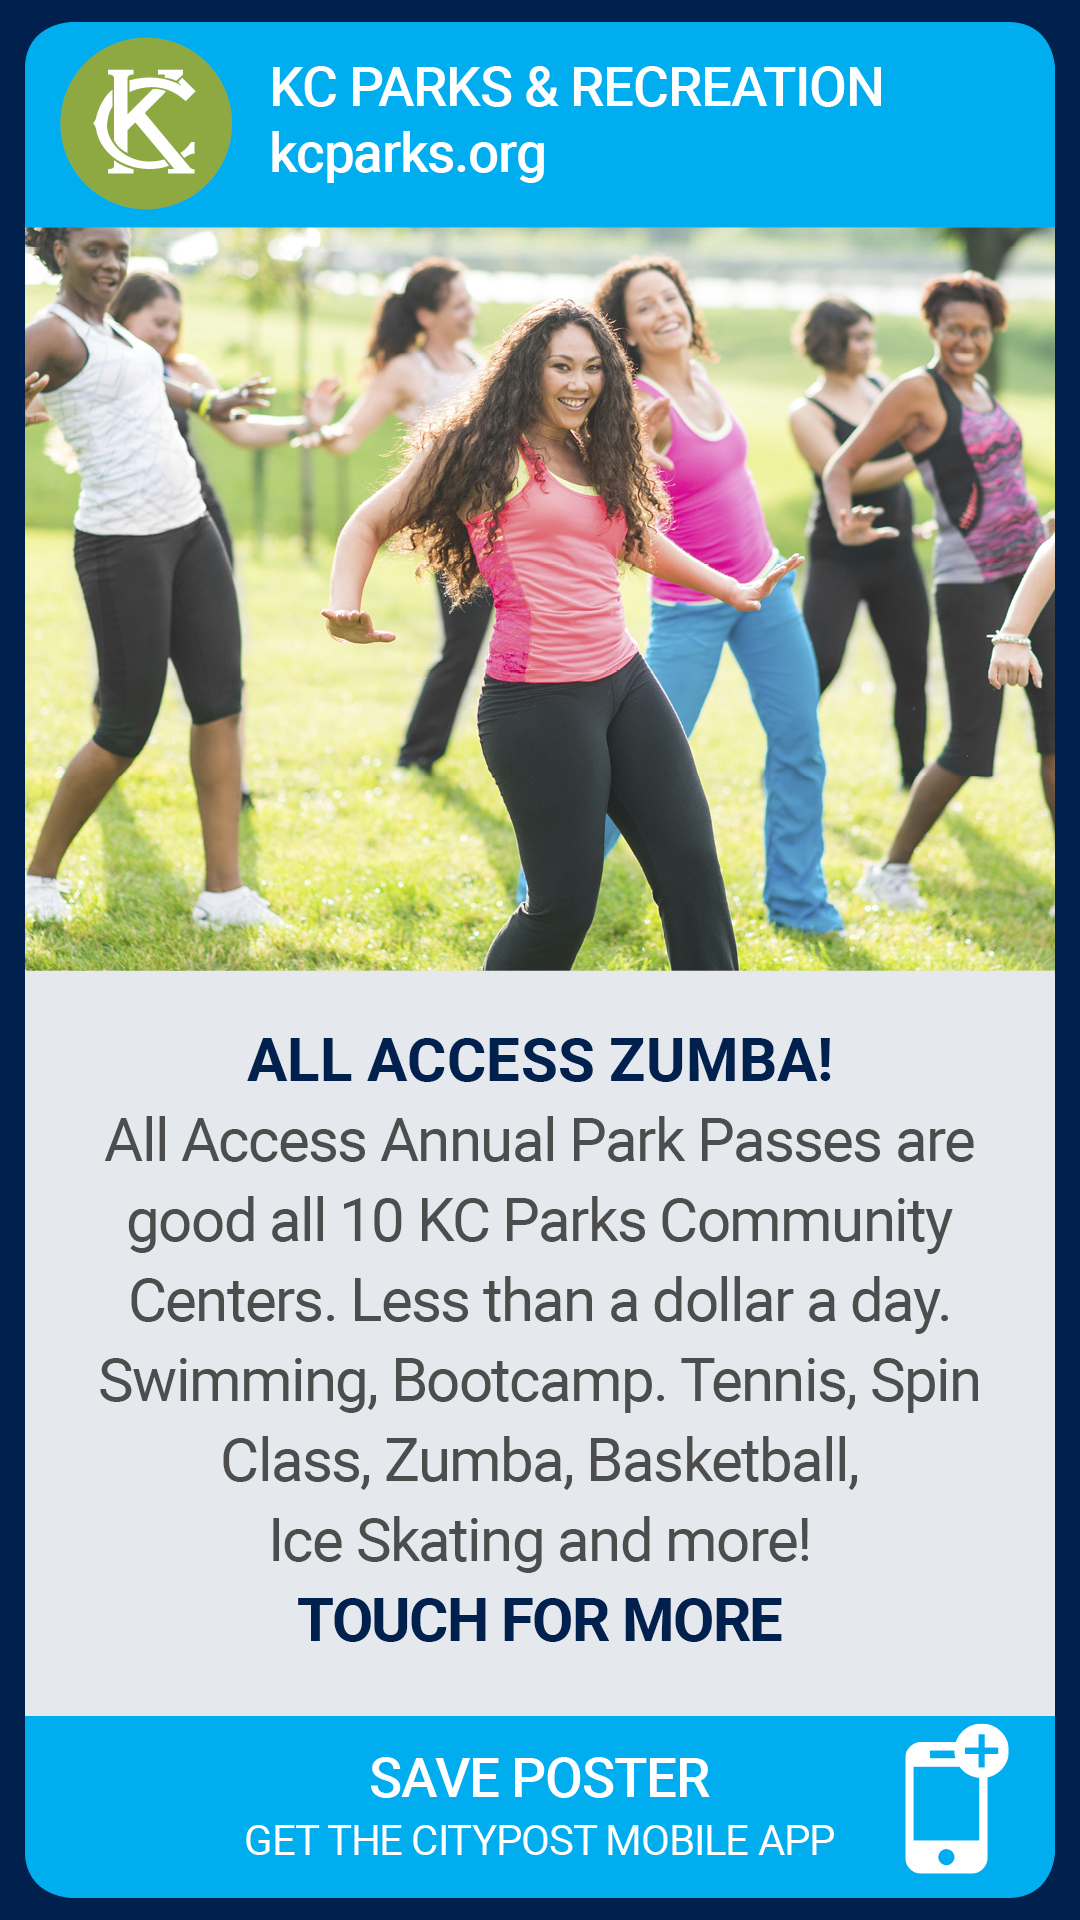 KC
KC PARKS & RECREATION
kcparks.org
ALL ACCESS ZUMBA!
All Access Annual Park Passes are
good all 10 KC Parks Community
Centers. Less than a dollar a day.
Swimming, Bootcamp. Tennis, Spin
Class, Zumba, Basketball,
Ice Skating and more!
TOUCH FOR MORE
SAVE POSTER
GET THE CITYPOST MOBILE APP